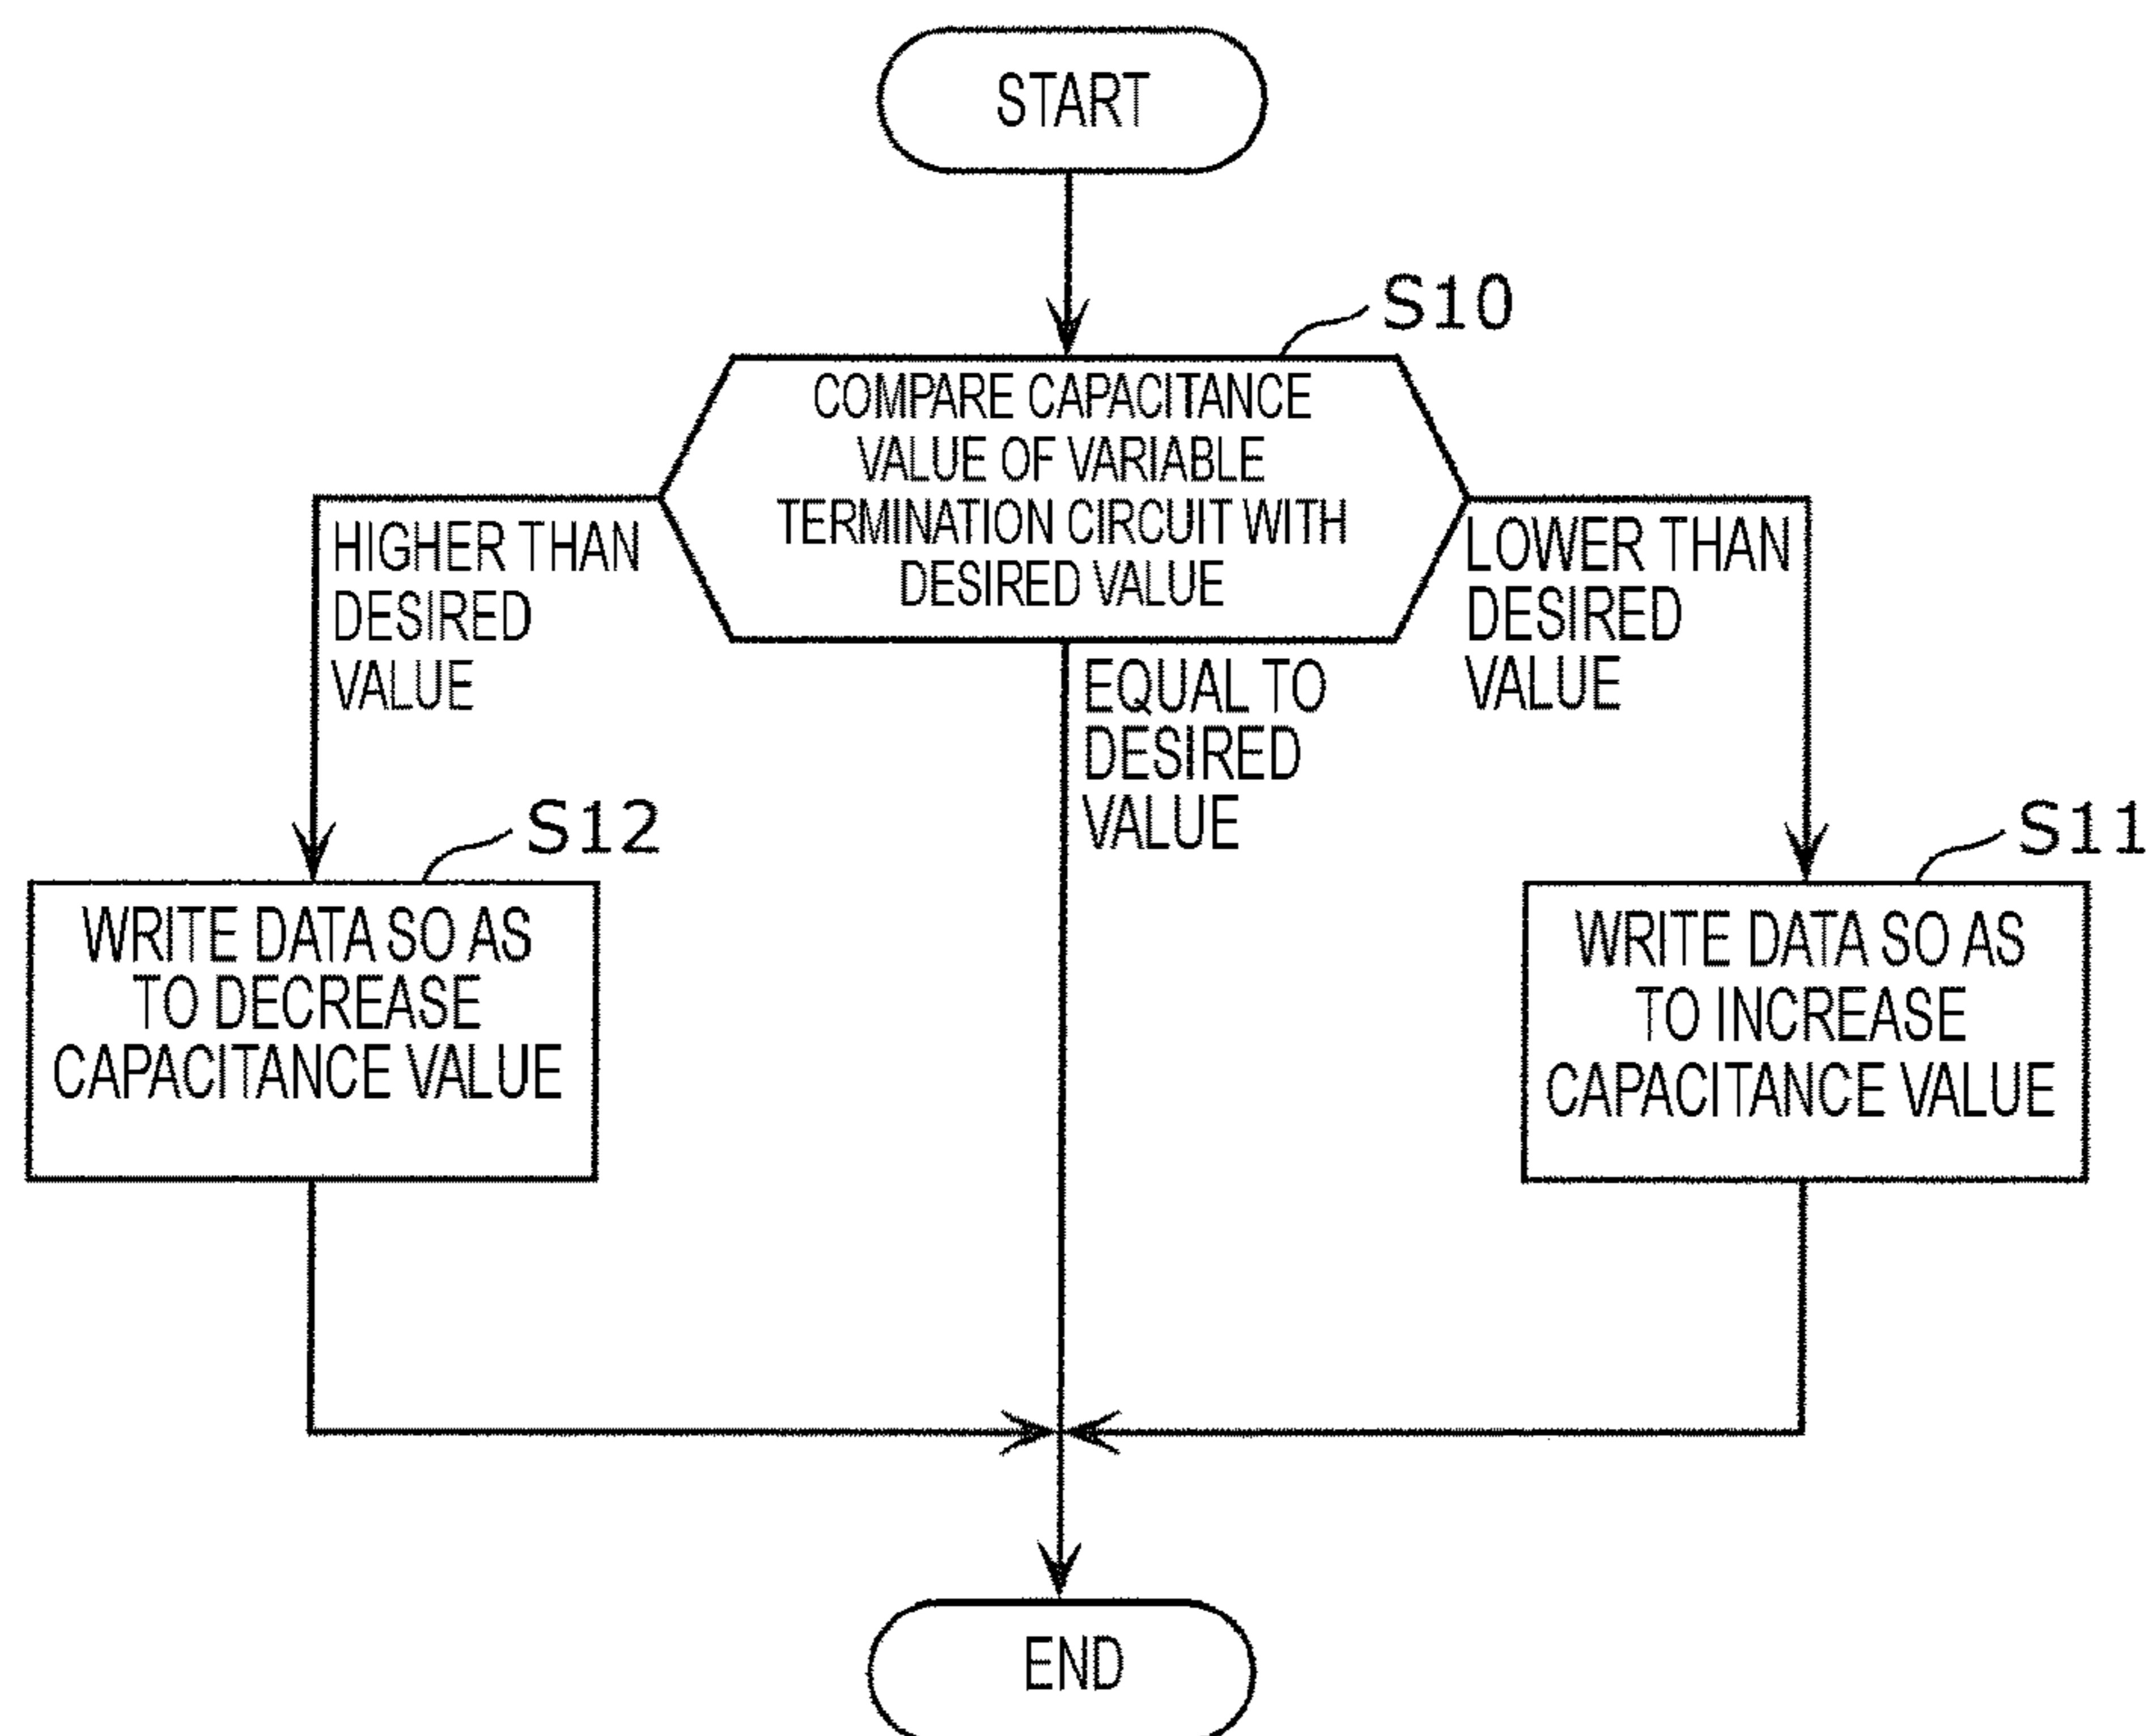 START
S10
COMPARE CAPACITANCE
VALUE OF VARIABLE
TERMINATION CIRCUIT WITH
DESIRED VALUE
HIGHER THAN
DESIRED
VALUE
EQUAL TO
DESIRED
VALUE
LOWER THAN
DESIRED
VALUE
S12
WRITE DATA SO AS
TO DECREASE
CAPACITANCE VALUE
S11
WRITE DATA SO AS
TO INCREASE
CAPACITANCE VALUE
END